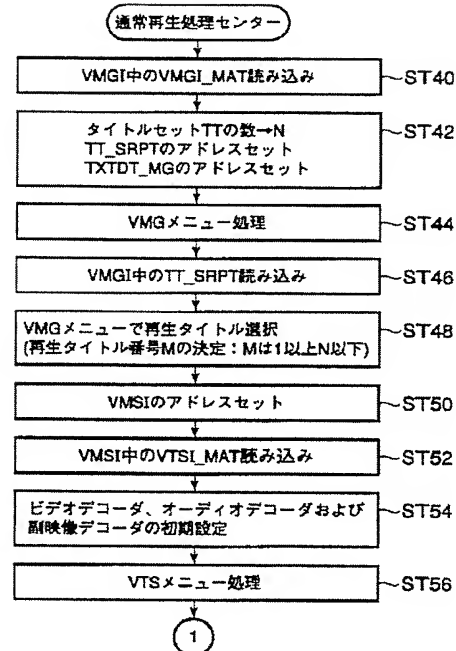 通常再生処理センター
VMGI中のVMGI_MAT読み込み
ST40
タイトルセットTTの数→N
TT_SRPTのアドレスセット
TXTDT_MGのアドレスセット
ST42
VMGメニュー処理
ST44
VMGI中のTT_SRPT読み込み
ST46
VMGメニューで再生タイトル選択
(再生タイトル番号Mの決定：Mは1以上N以下)
ST48
VMSIのアドレスセット
ST50
VMSI中のVTSI_MAT読み込み
ST52
ビデオデコーダ、オーディオデコーダおよび
副映像デコーダの初期設定
ST54
VTSメニュー処理
ST56
1